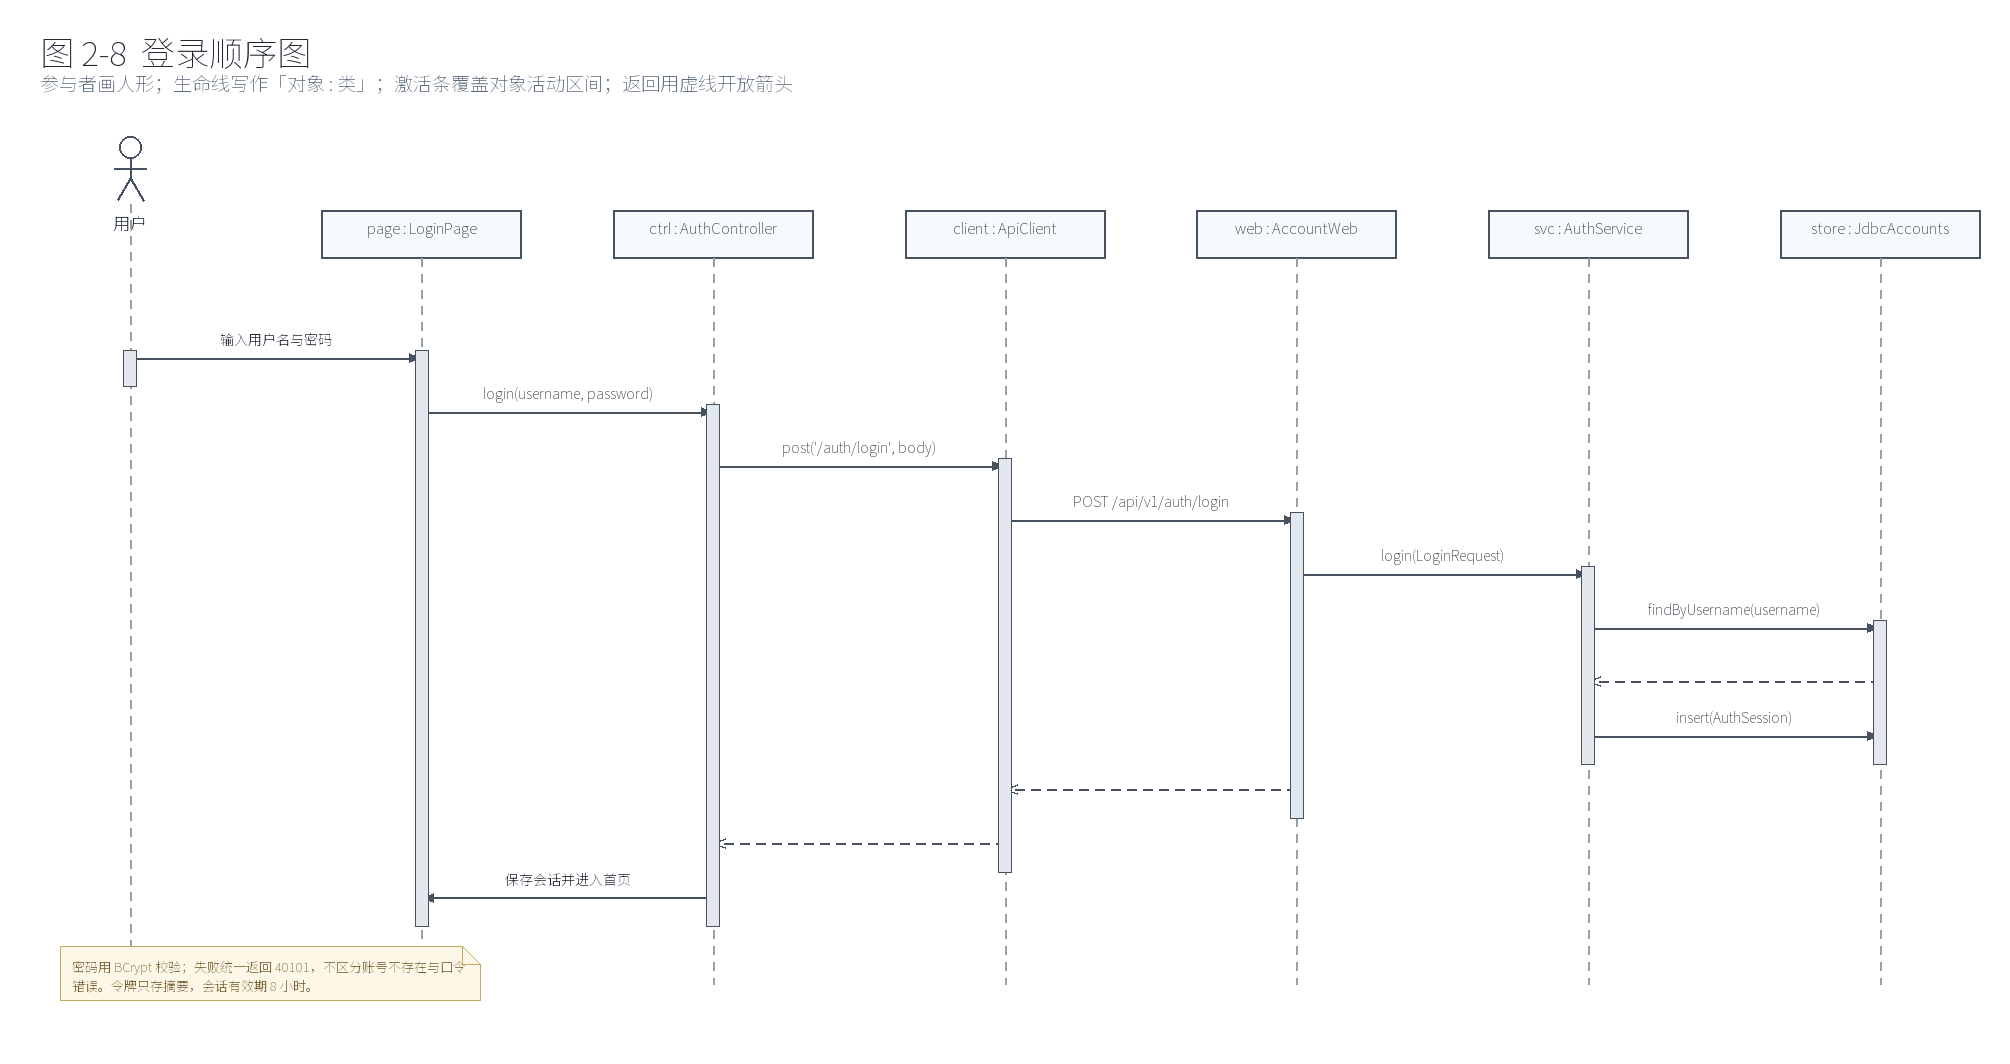 图 2-8 登录顺序图
参与者画人形；生命线写作「对象 : 类」；激活条覆盖对象活动区间；返回用虚线开放箭头
用户
page : LoginPage
ctrl : AuthController
client : ApiClient
web : AccountWeb
svc : AuthService
store : JdbcAccounts
输入用户名与密码
login(username, password)
post('/auth/login', body)
POST /api/v1/auth/login
login(LoginRequest)
findByUsername(username)
insert(AuthSession)
保存会话并进入首页
密码用 BCrypt 校验；失败统一返回 40101，不区分账号不存在与口令
错误。令牌只存摘要，会话有效期 8 小时。